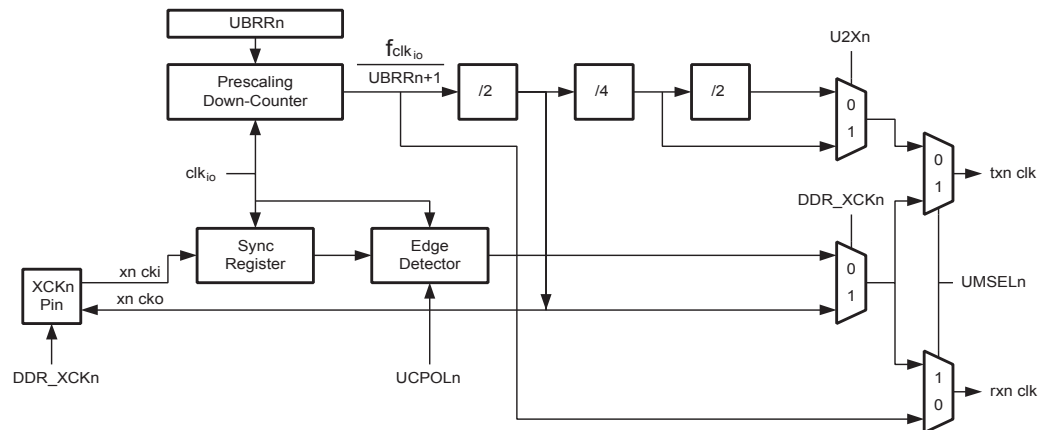 UBRRn
fclkio
UBRRn+1
U2Xn
Prescaling
Down-Counter
/2
/4
/2
0
1
clkio
0
1
txn clk
DDR_XCKn
Sync
Register
Edge
Detector
0
1
xn cki
XCKn
Pin
xn cko
UMSELn
DDR_XCKn
UCPOLn
1
0
rxn clk